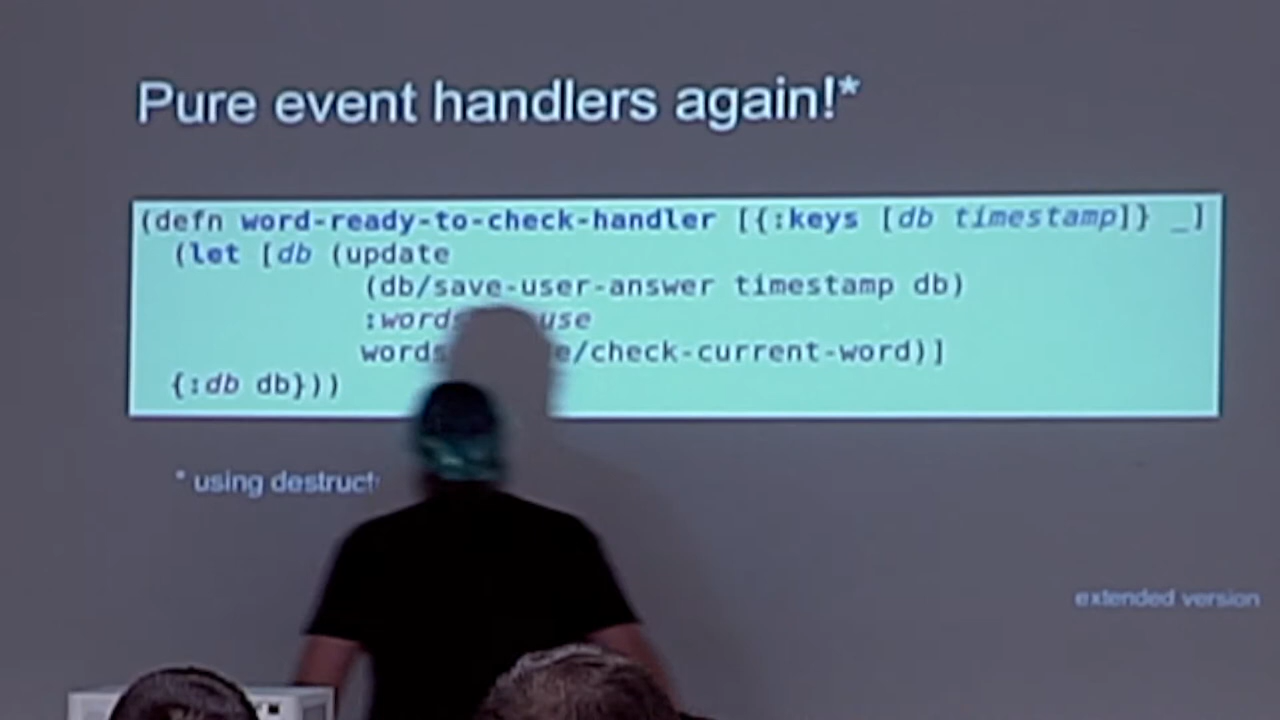 Pure event handlers again!*
(defn word-ready-to-check-handler [{:keys [db timestamp]} _]
(let [db (update
(db/save-user-answer timestamp db)
:words use
words e/check-current-word)]
{:db db}))
* using destruct
extended version